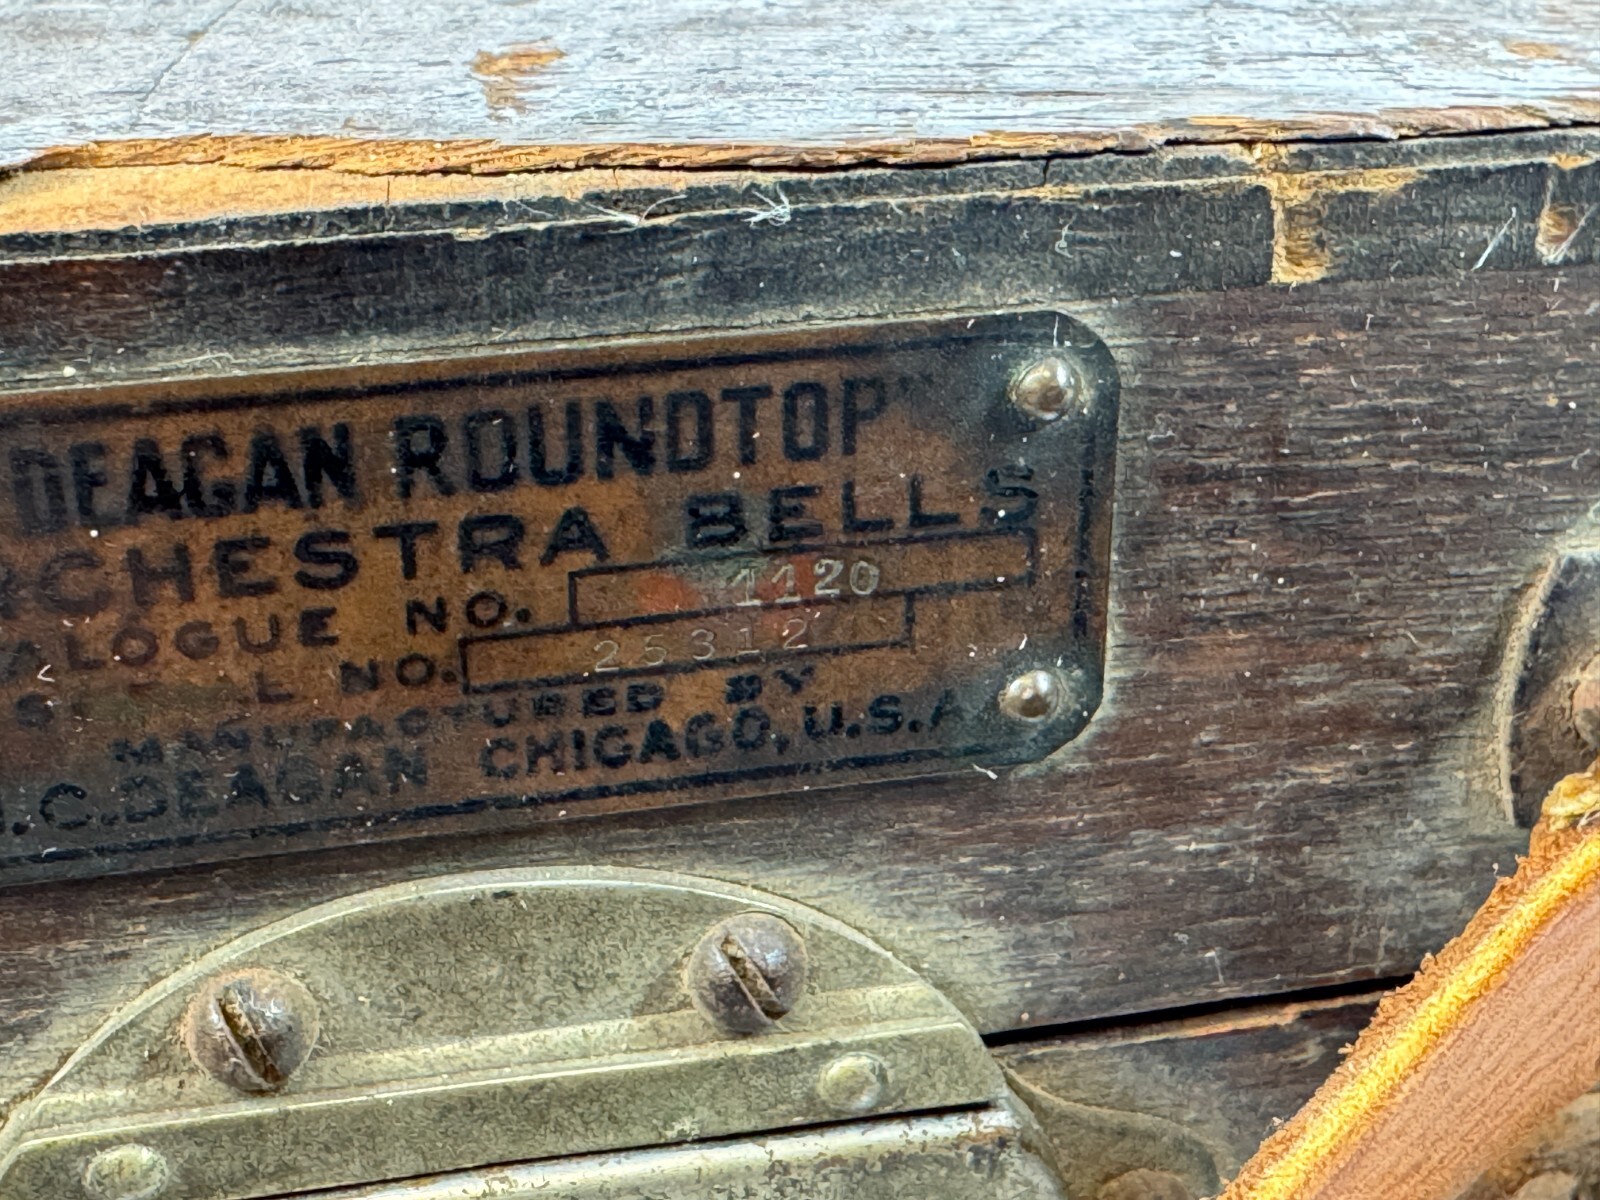 DEAGAN ROUNDTOP"
RCHESTRA BELLS
ALOGUE NO. 1120
S L NO. 25312
MANUFACTURED BY
J.C.DEAGAN CHICAGO, U.S.A